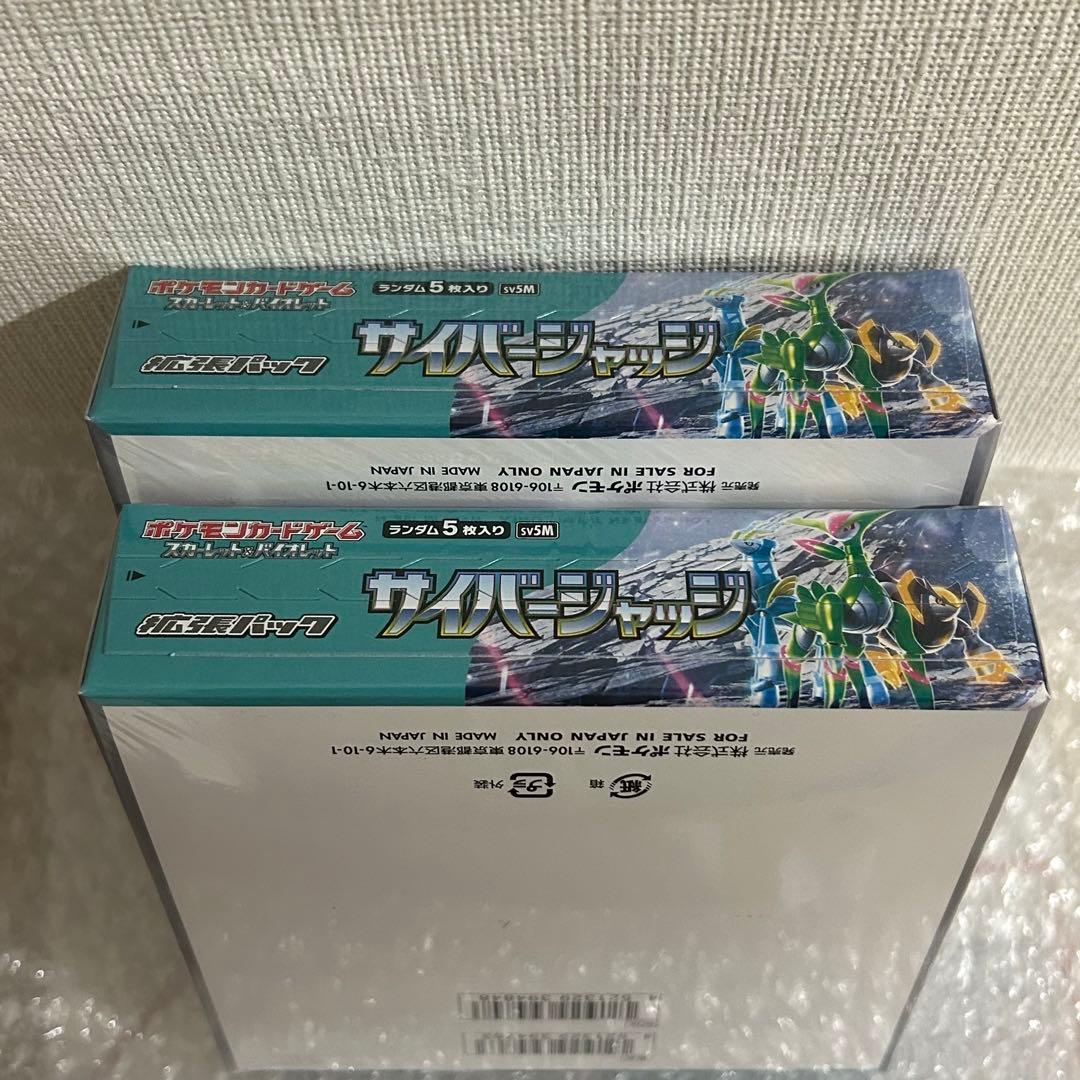 ポケモンカードゲーム
スカーレット&バイオレット
ランダム5枚入り SV5M
拡張パック
サイバージャッジ
FOR SALE IN JAPAN ONLY MADE IN JAPAN
発売元 株式会社ポケモン 〒106-6108 東京都港区六本木6-10-1
ポケモンカードゲーム
スカーレット&バイオレット
ランダム5枚入り SV5M
拡張パック
サイバージャッジ
FOR SALE IN JAPAN ONLY MADE IN JAPAN
発売元 株式会社ポケモン 〒106-6108 東京都港区六本木6-10-1
紙 箱
プラ 外装